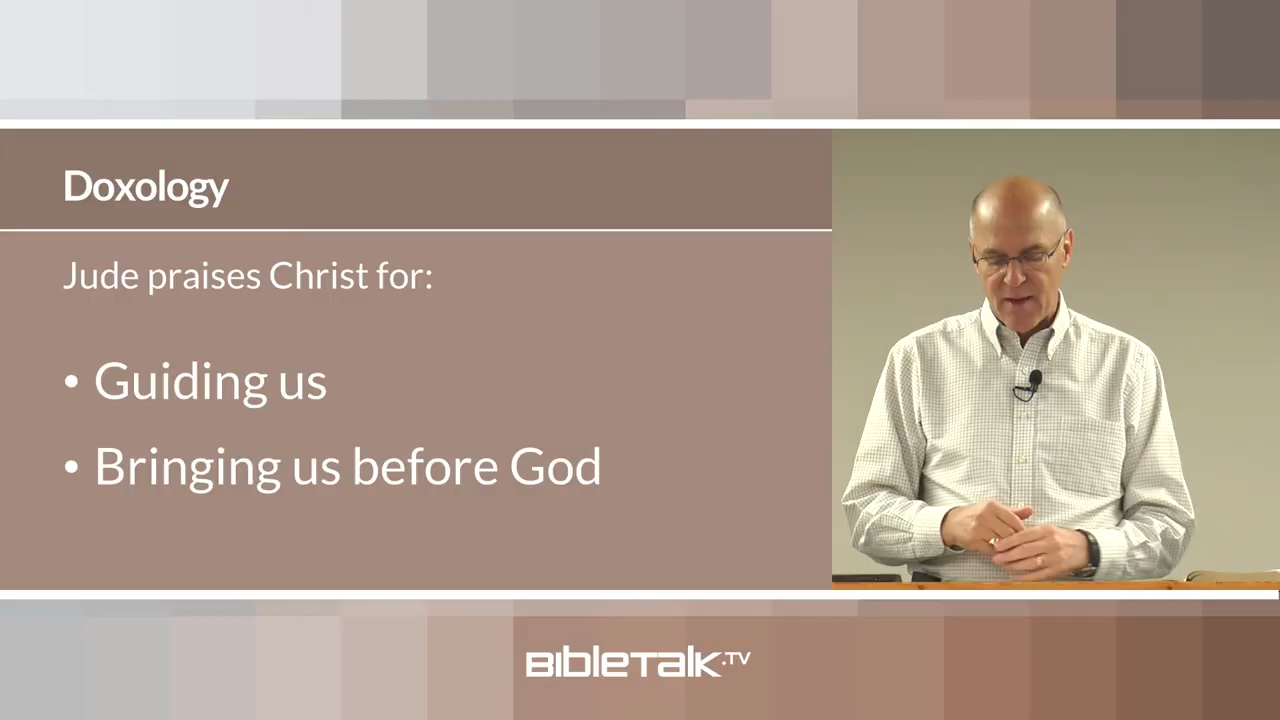 Doxology
Jude praises Christ for:
• Guiding us
• Bringing us before God
BIBLETALK.TV